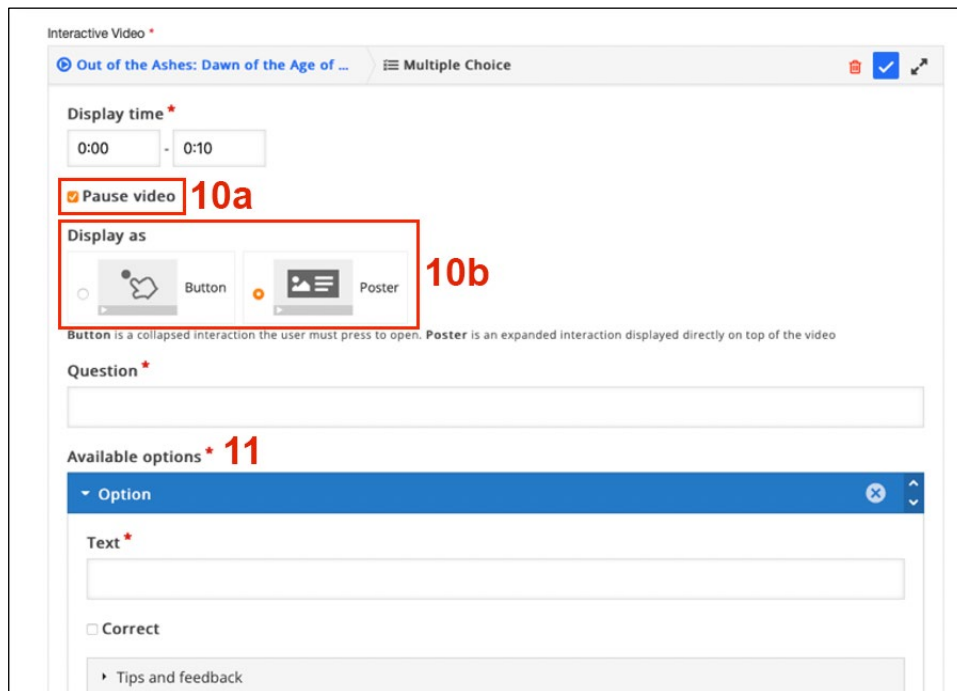 Interactive Video *
Out of the Ashes: Dawn of the Age of ... Multiple Choice
Display time *
0:00 - 0:10
Pause video 10a
Display as
Button Poster 10b
Button is a collapsed interaction the user must press to open. Poster is an expanded interaction displayed directly on top of the video
Question *
Available options * 11
Option
Text *
Correct
Tips and feedback